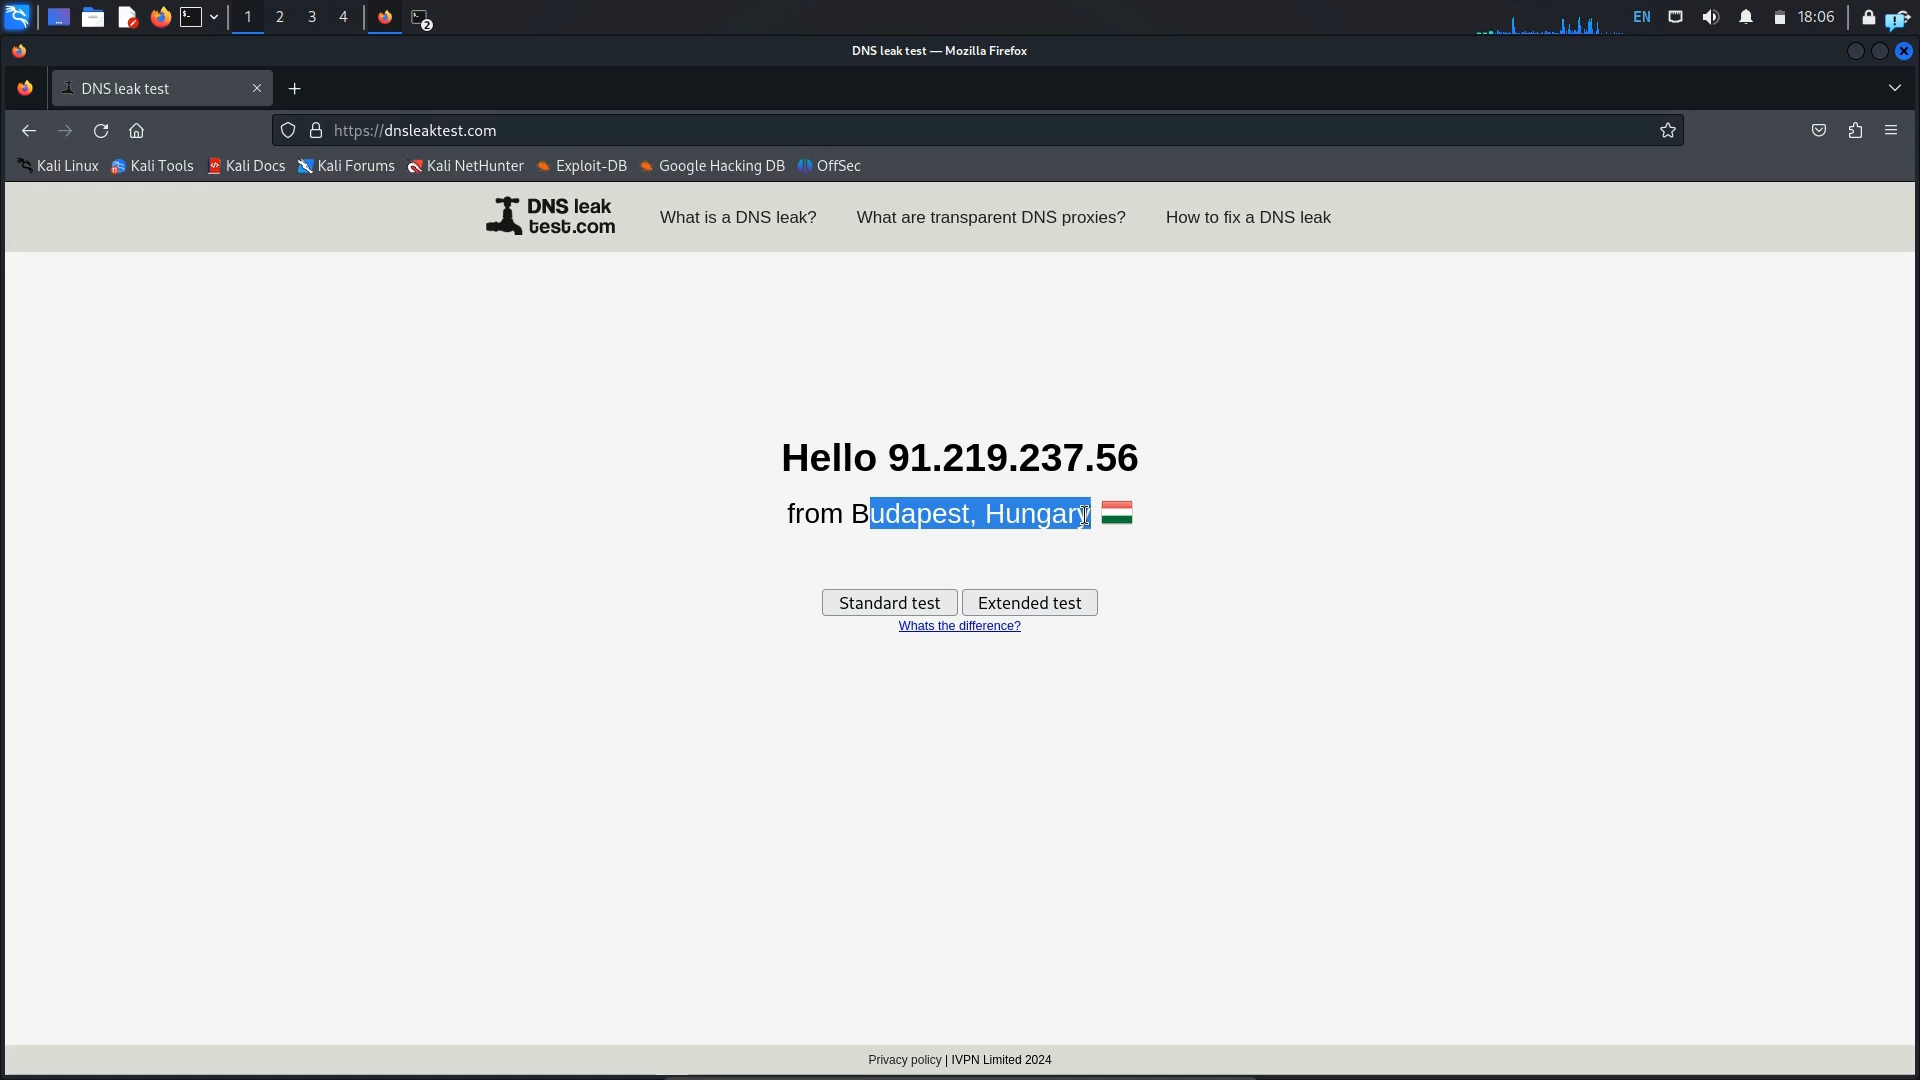 1 2 3 4 2 EN 18:06
DNS leak test — Mozilla Firefox
DNS leak test
https://dnsleaktest.com
Kali Linux Kali Tools Kali Docs Kali Forums Kali NetHunter Exploit-DB Google Hacking DB OffSec
DNS leak
test.com
What is a DNS leak? What are transparent DNS proxies? How to fix a DNS leak
Hello 91.219.237.56
from Budapest, Hungary
Standard test Extended test
Whats the difference?
Privacy policy | IVPN Limited 2024